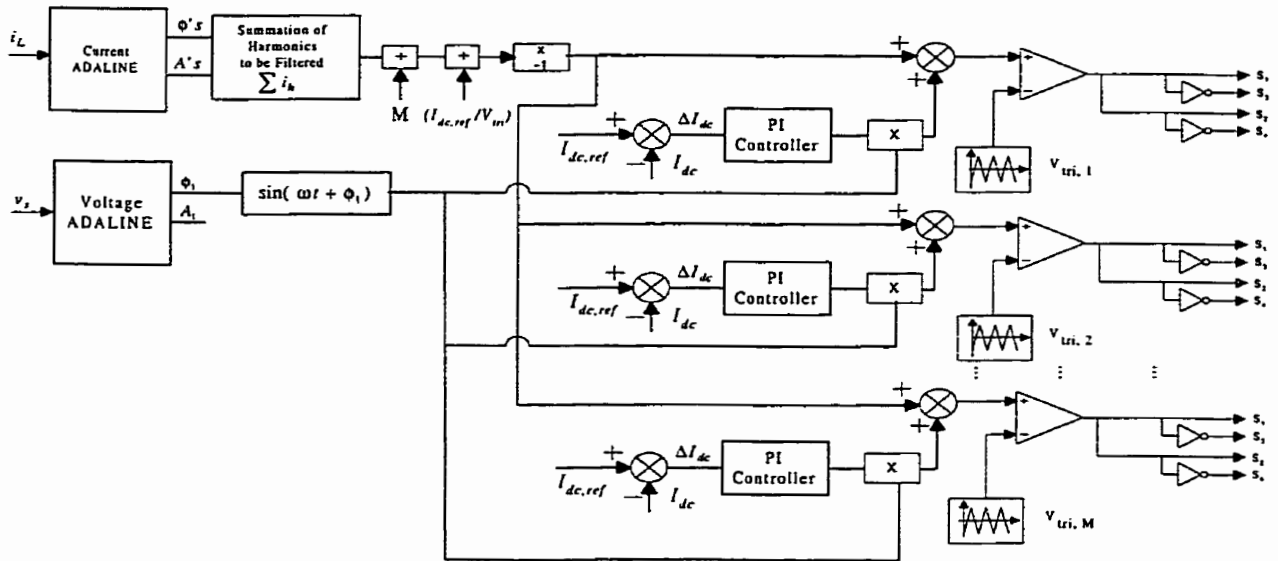 i_L
Current
ADALINE
ϕ's
A's
Summation of
Harmonics
to be Filtered
∑ i_h
÷
÷
x
-1
M
(I_dc,ref/V_tri)
v_s
Voltage
ADALINE
ϕ₁
A₁
sin( ωt + ϕ₁ )
+
+
+
−
I_dc,ref
I_dc
ΔI_dc
PI
Controller
x
+
−
V_tri, 1
S₁
S₃
S₂
S₄
+
+
+
−
I_dc,ref
I_dc
ΔI_dc
PI
Controller
x
+
−
V_tri, 2
S₁
S₃
S₂
S₄
+
+
+
−
I_dc,ref
I_dc
ΔI_dc
PI
Controller
x
+
−
V_tri, M
S₁
S₃
S₂
S₄